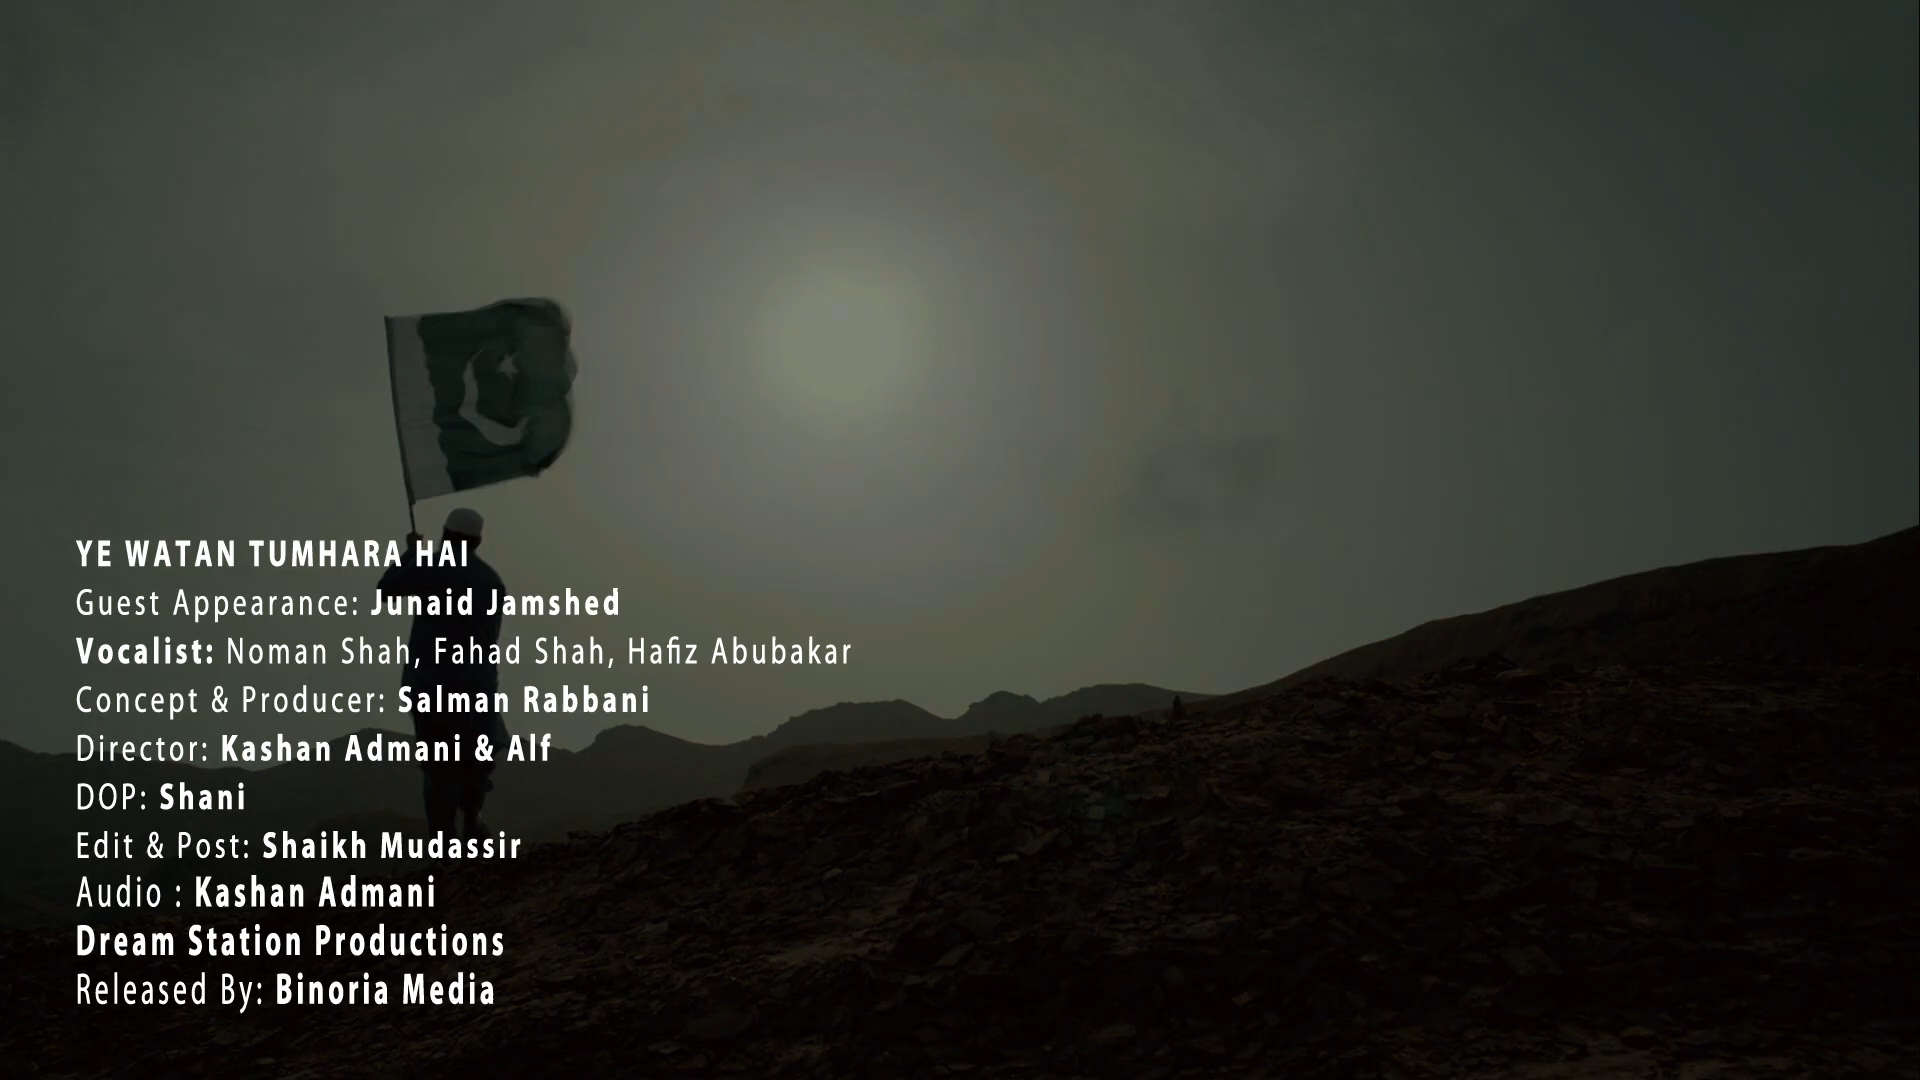 YE WATAN TUMHARA HAI
Guest Appearance: Junaid Jamshed
Vocalist: Noman Shah, Fahad Shah, Hafiz Abubakar
Concept & Producer: Salman Rabbani
Director: Kashan Admani & Alf
DOP: Shani
Edit & Post: Shaikh Mudassir
Audio : Kashan Admani
Dream Station Productions
Released By: Binoria Media